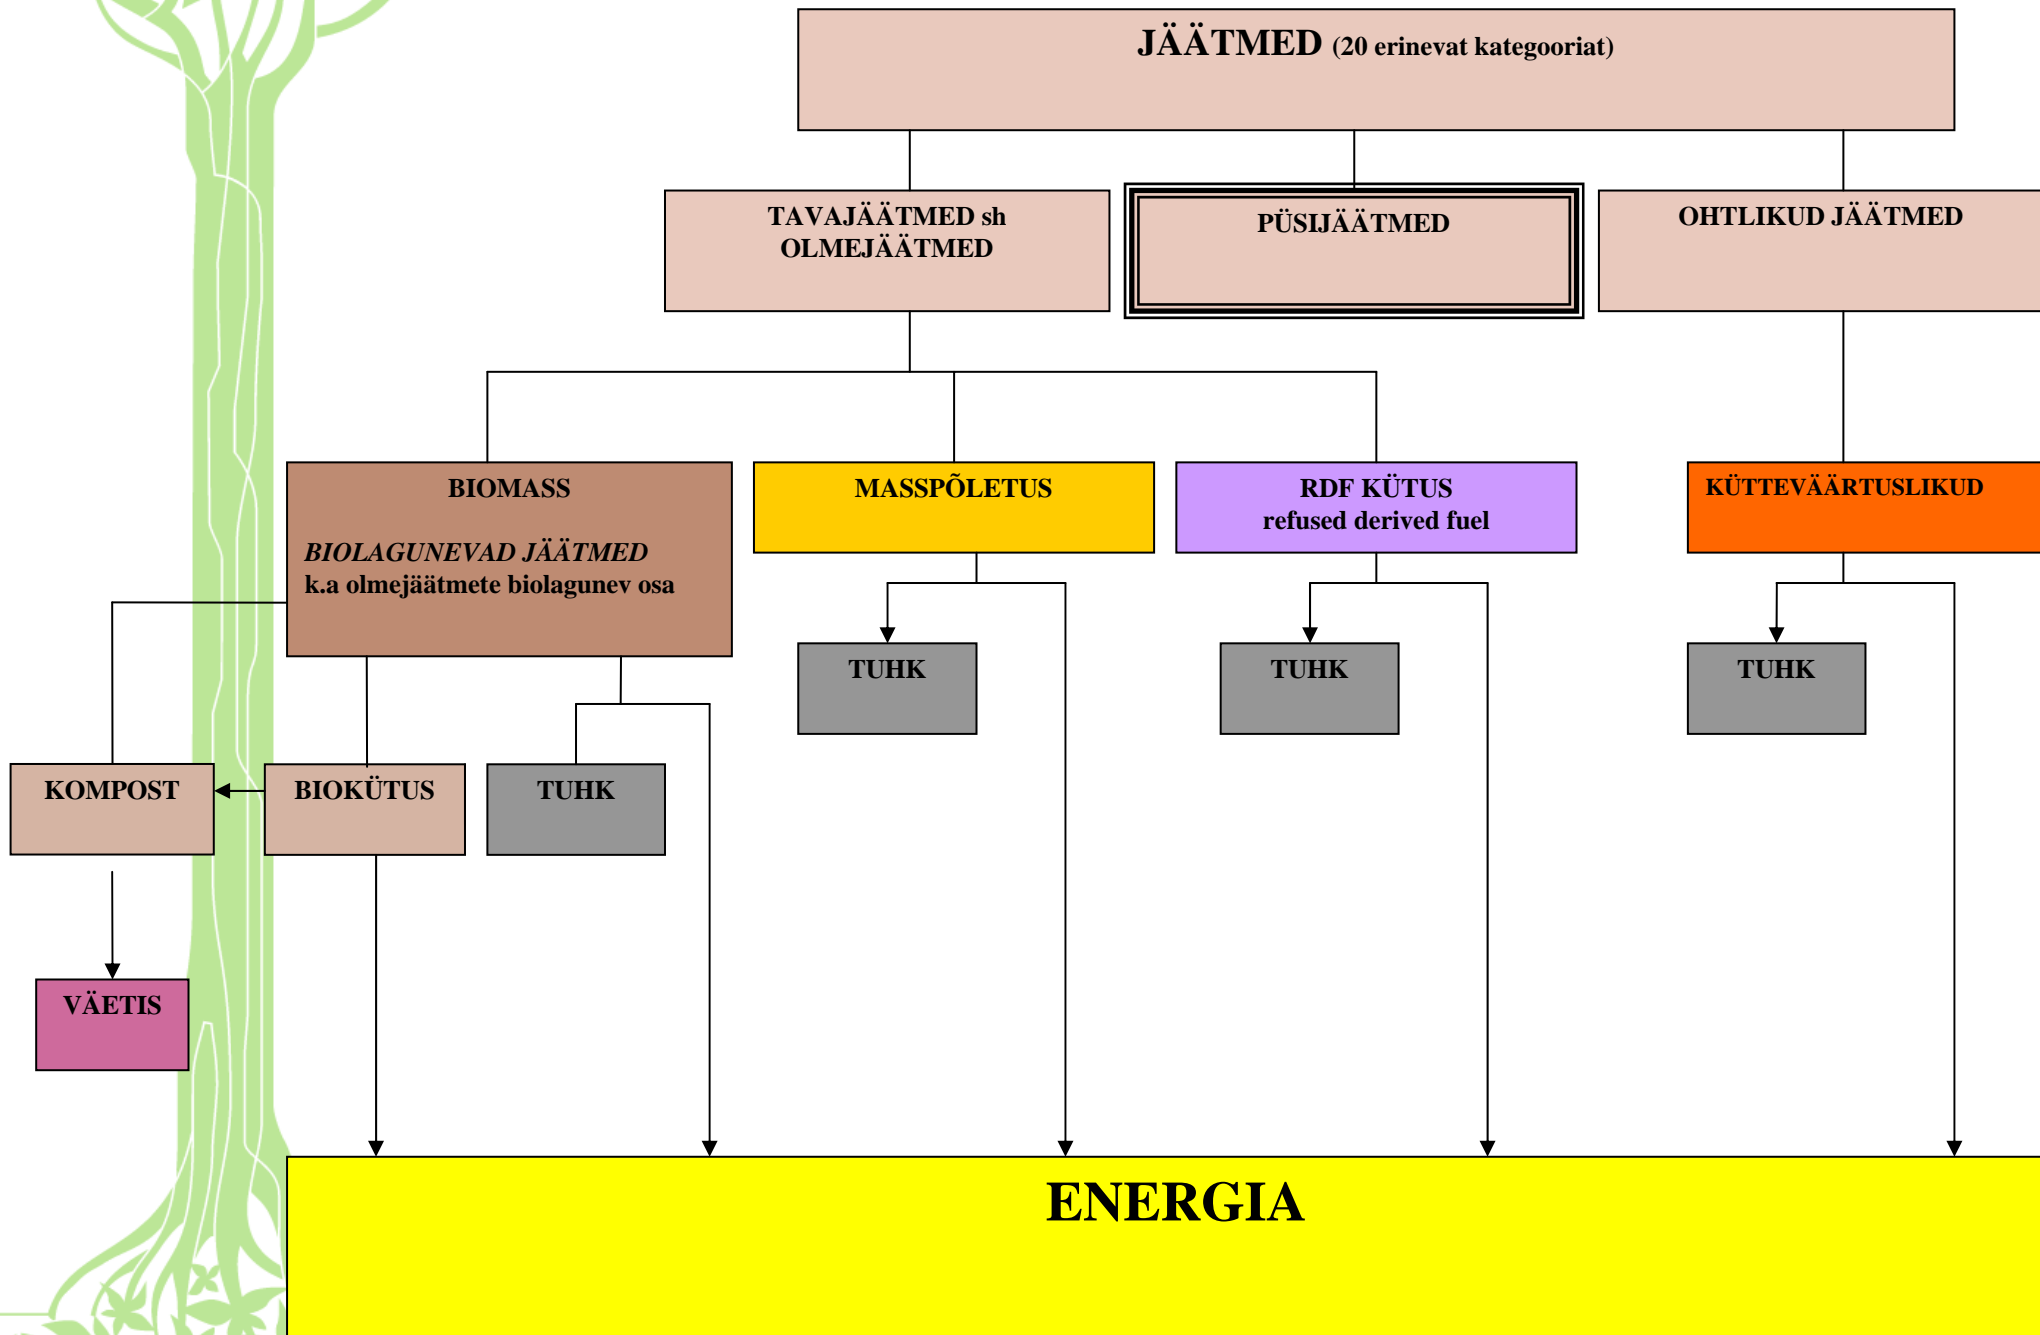 JÄÄTMED (20 erinevat kategooriat)
TAVAJÄÄTMED sh
OLMEJÄÄTMED
PÜSIJÄÄTMED
OHTLIKUD JÄÄTMED
BIOMASS
BIOLAGUNEVAD JÄÄTMED
k.a olmejäätmete biolagunev osa
MASSPÕLETUS
RDF KÜTUS
refused derived fuel
KÜTTEVÄÄRTUSLIKUD
TUHK
TUHK
TUHK
KOMPOST
BIOKÜTUS
TUHK
VÄETIS
ENERGIA